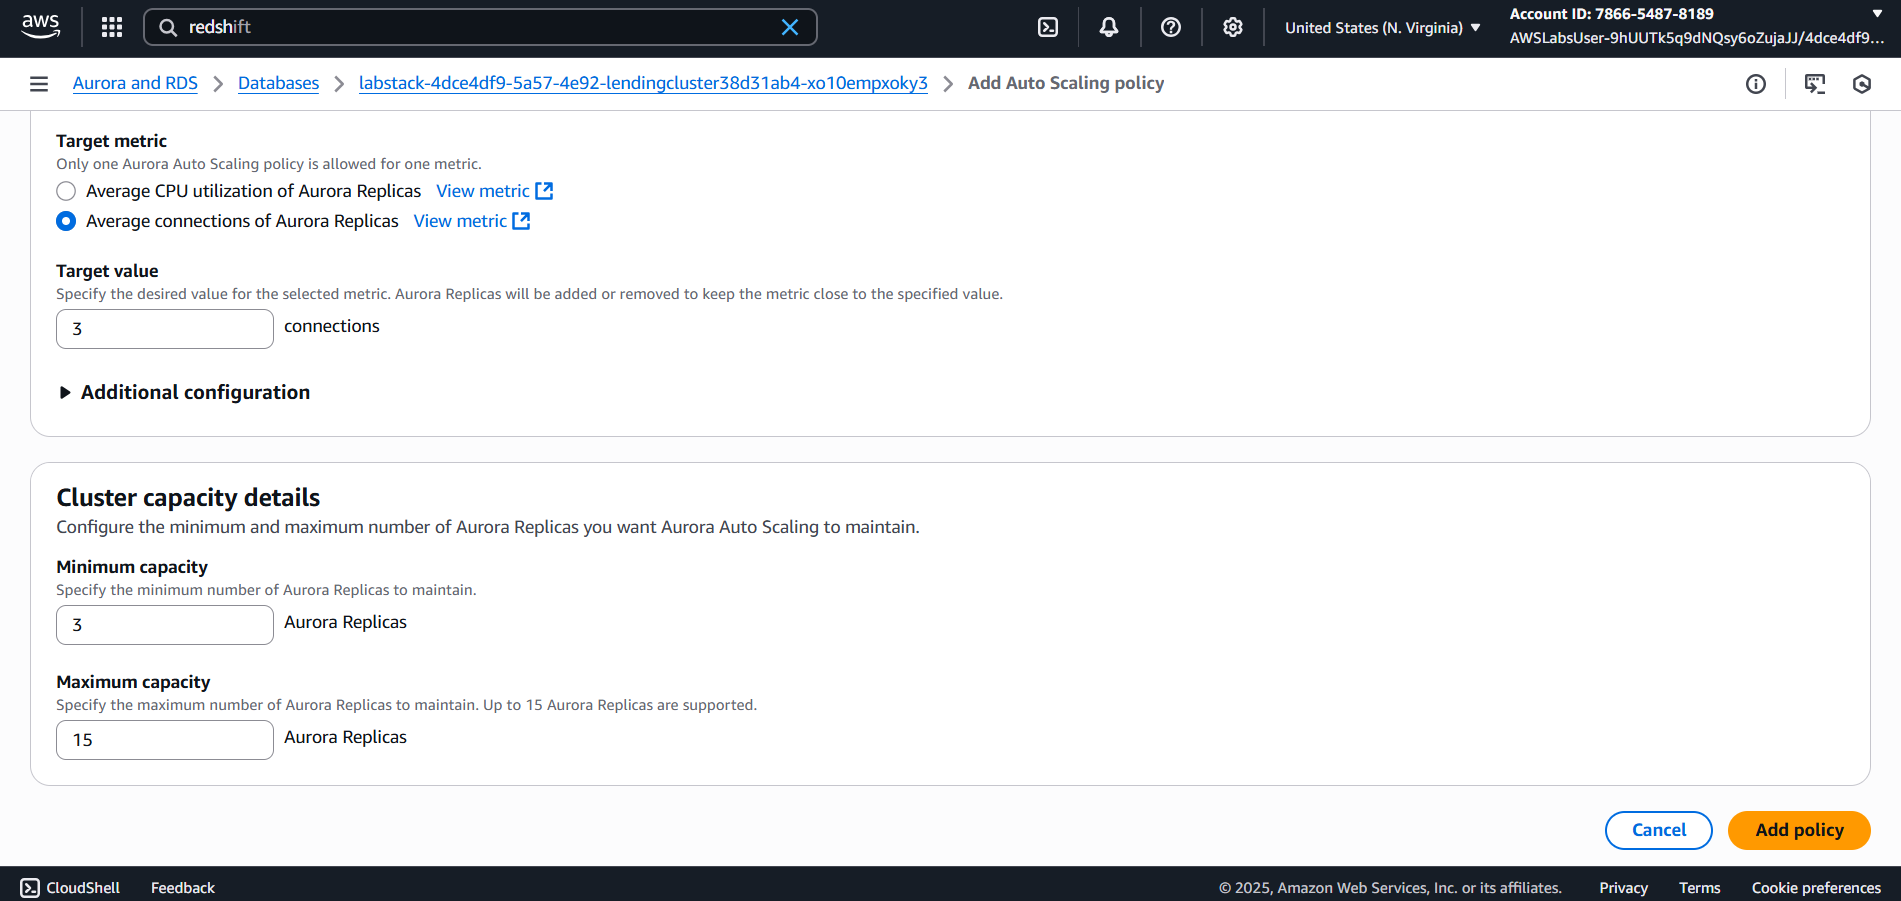 aws
redshift
United States (N. Virginia)
Account ID: 7866-5487-8189
AWSLabsUser-9hUUTk5q9dNQsy6oZujaJJ/4dce4df9...
Aurora and RDS
Databases
labstack-4dce4df9-5a57-4e92-lendingcluster38d31ab4-xo10empxoky3
Add Auto Scaling policy
Target metric
Only one Aurora Auto Scaling policy is allowed for one metric.
Average CPU utilization of Aurora Replicas View metric
Average connections of Aurora Replicas View metric
Target value
Specify the desired value for the selected metric. Aurora Replicas will be added or removed to keep the metric close to the specified value.
3 connections
Additional configuration
Cluster capacity details
Configure the minimum and maximum number of Aurora Replicas you want Aurora Auto Scaling to maintain.
Minimum capacity
Specify the minimum number of Aurora Replicas to maintain.
3 Aurora Replicas
Maximum capacity
Specify the maximum number of Aurora Replicas to maintain. Up to 15 Aurora Replicas are supported.
15 Aurora Replicas
Cancel Add policy
CloudShell Feedback © 2025, Amazon Web Services, Inc. or its affiliates. Privacy Terms Cookie preferences